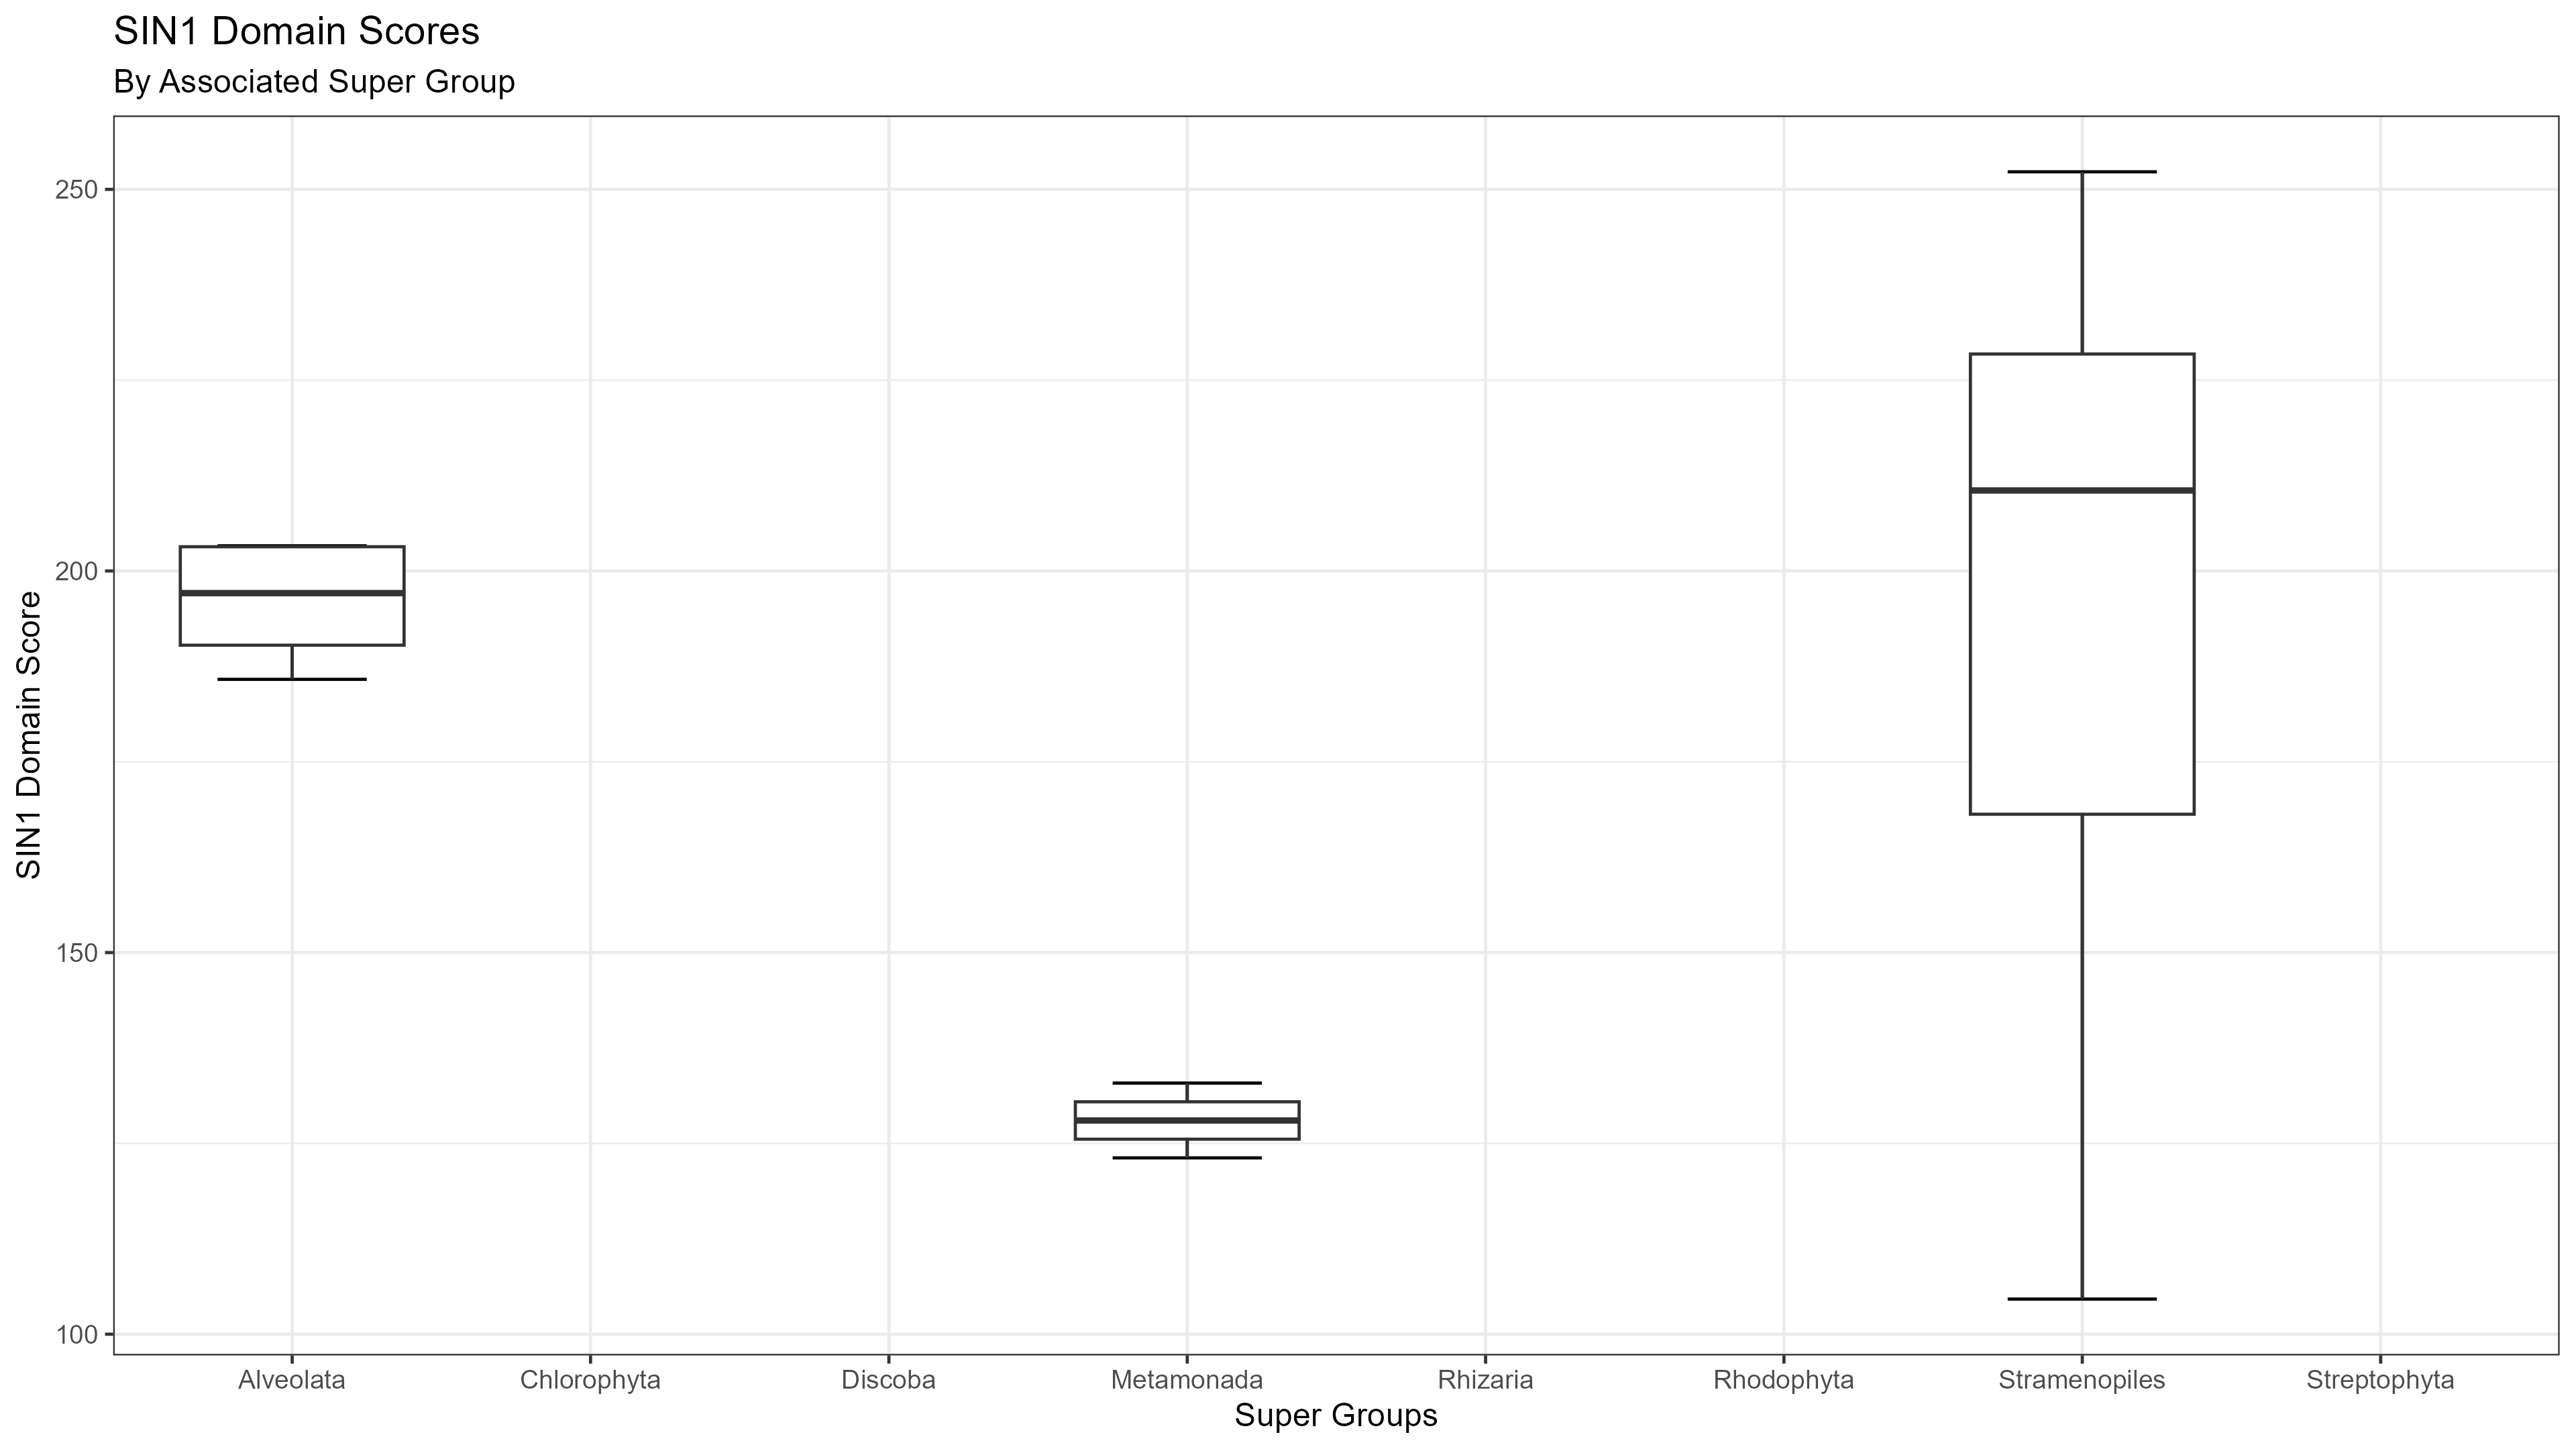 SIN1 Domain Scores
By Associated Super Group
SIN1 Domain Score
250
200
150
100
Alveolata
Chlorophyta
Discoba
Metamonada
Rhizaria
Rhodophyta
Stramenopiles
Streptophyta
Super Groups